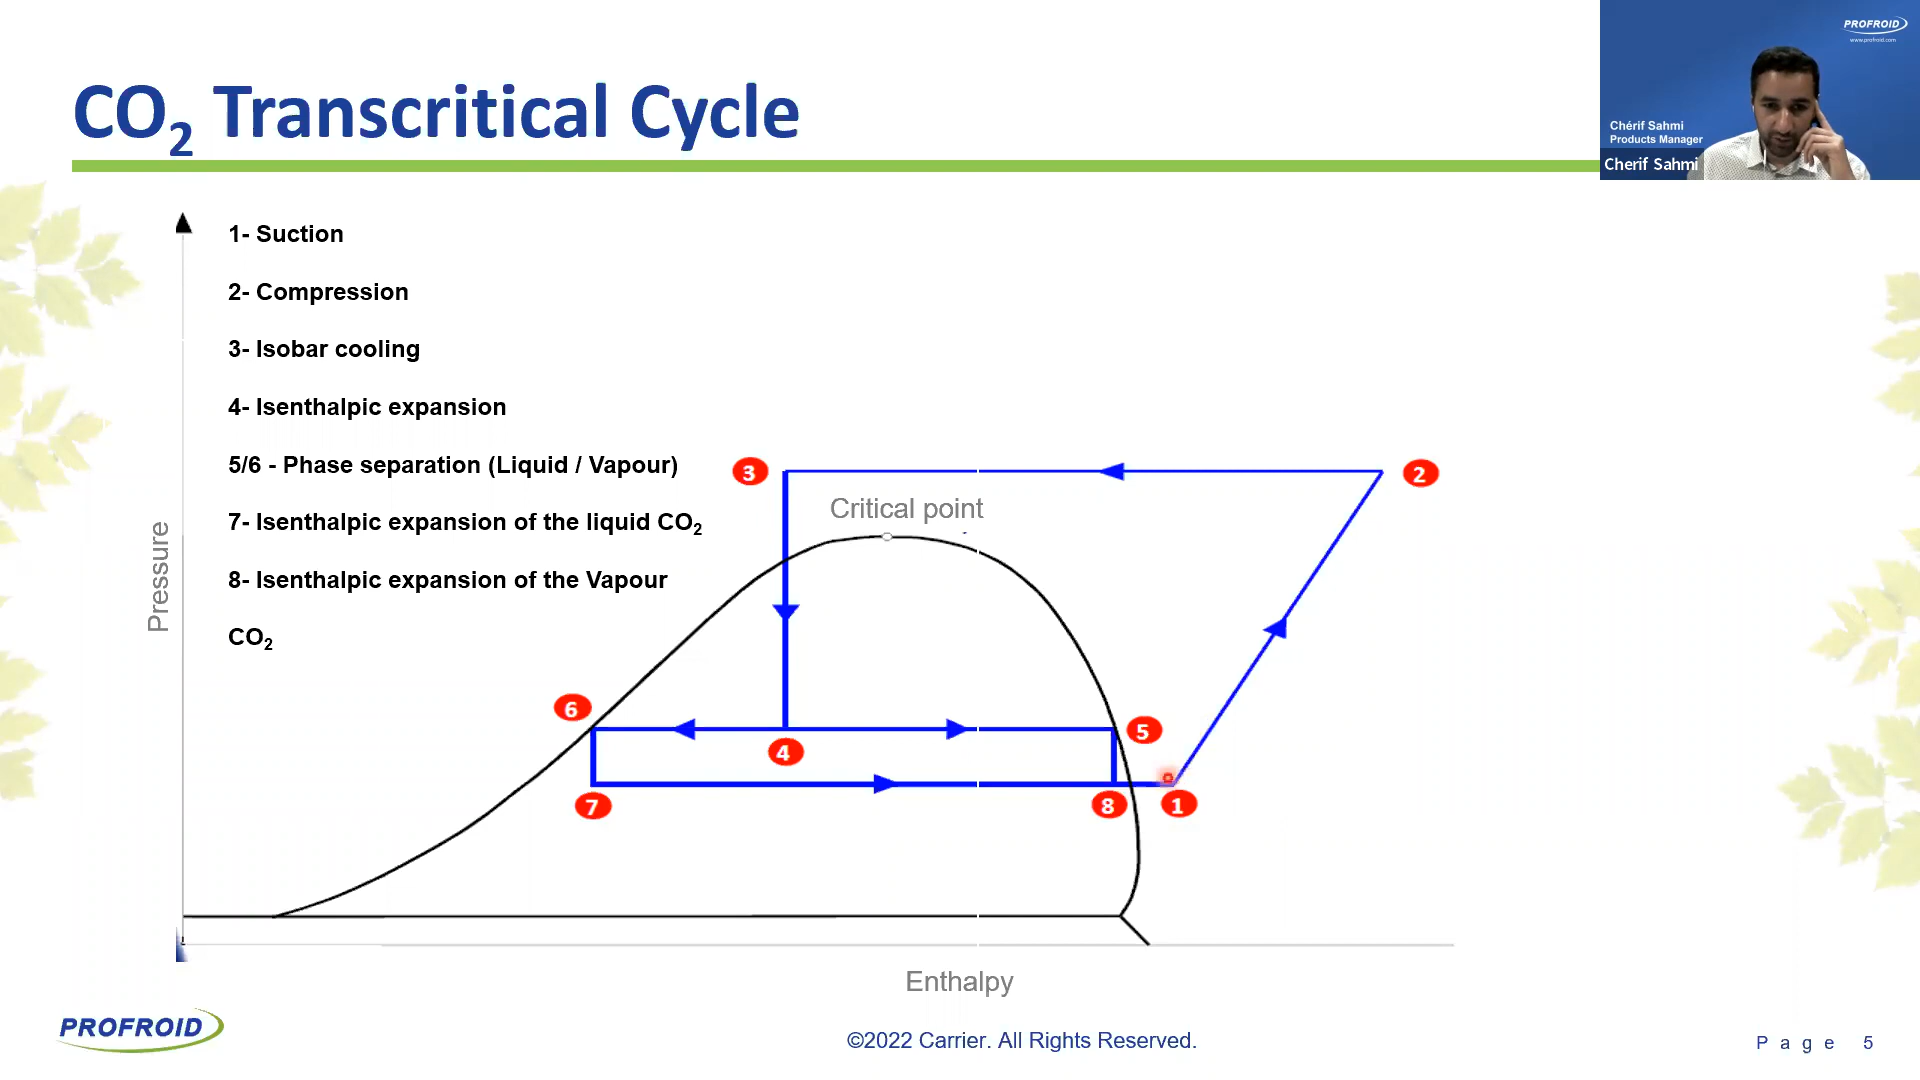 CO2 Transcritical Cycle
PROFROID
www.profroid.com
Chérif Sahmi
Products Manager
Cherif Sahmi
1- Suction
2- Compression
3- Isobar cooling
4- Isenthalpic expansion
5/6 - Phase separation (Liquid / Vapour)
7- Isenthalpic expansion of the liquid CO2
8- Isenthalpic expansion of the Vapour
CO2
Pressure
3
2
Critical point
6
5
4
7
8
1
Enthalpy
PROFROID
©2022 Carrier. All Rights Reserved.
Page 5